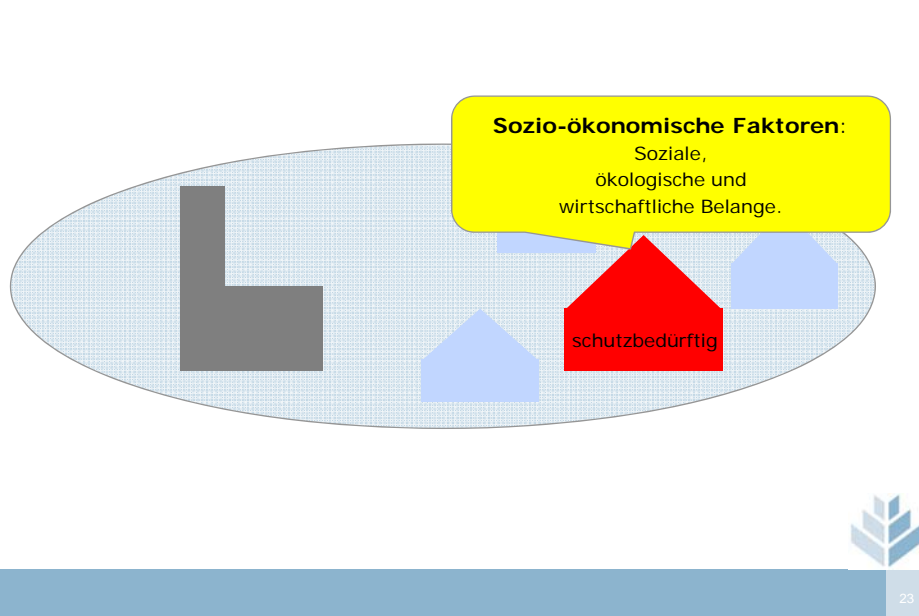 Sozio-ökonomische Faktoren:
Soziale,
ökologische und
wirtschaftliche Belange.
schutzbedürftig
23